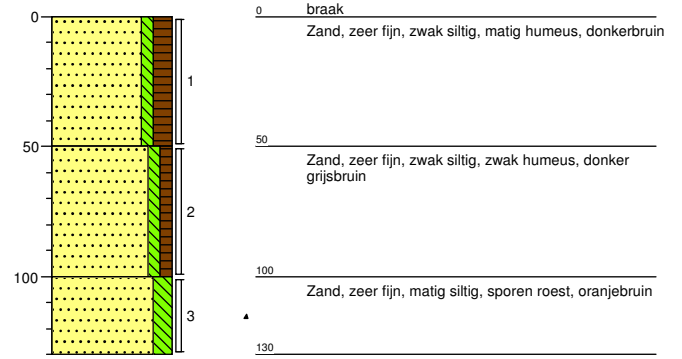 0
braak
0
Zand, zeer fijn, zwak siltig, matig humeus, donkerbruin
1
50
50
Zand, zeer fijn, zwak siltig, zwak humeus, donker
grijsbruin
2
100
100
Zand, zeer fijn, matig siltig, sporen roest, oranjebruin
3
130